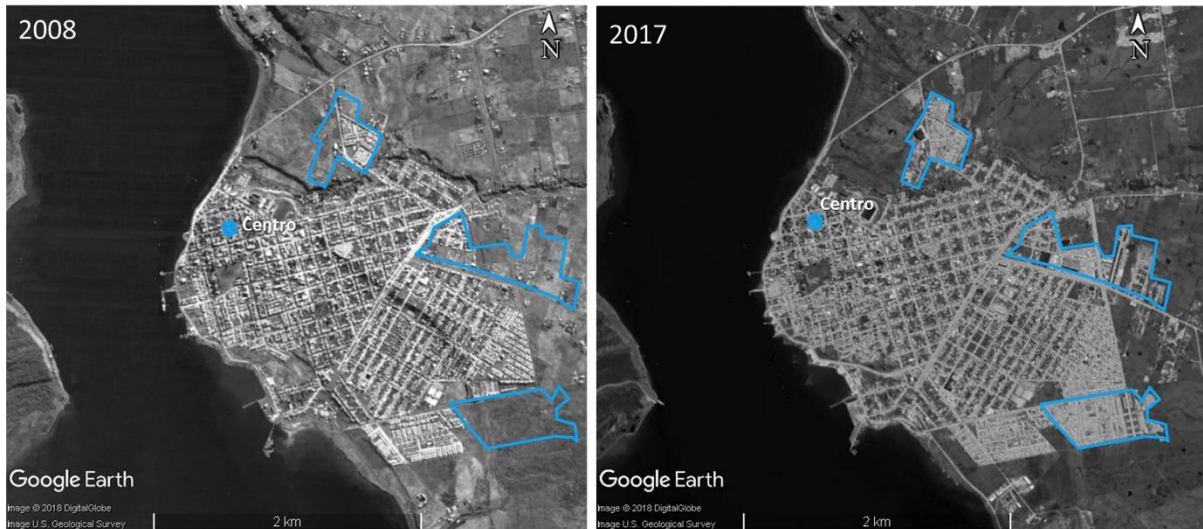 2008
N
Centro
Google Earth
Image © 2018 DigitalGlobe
Image U.S. Geological Survey
2 km
2017
N
Centro
Google Earth
Image © 2018 DigitalGlobe
Image U.S. Geological Survey
2 km